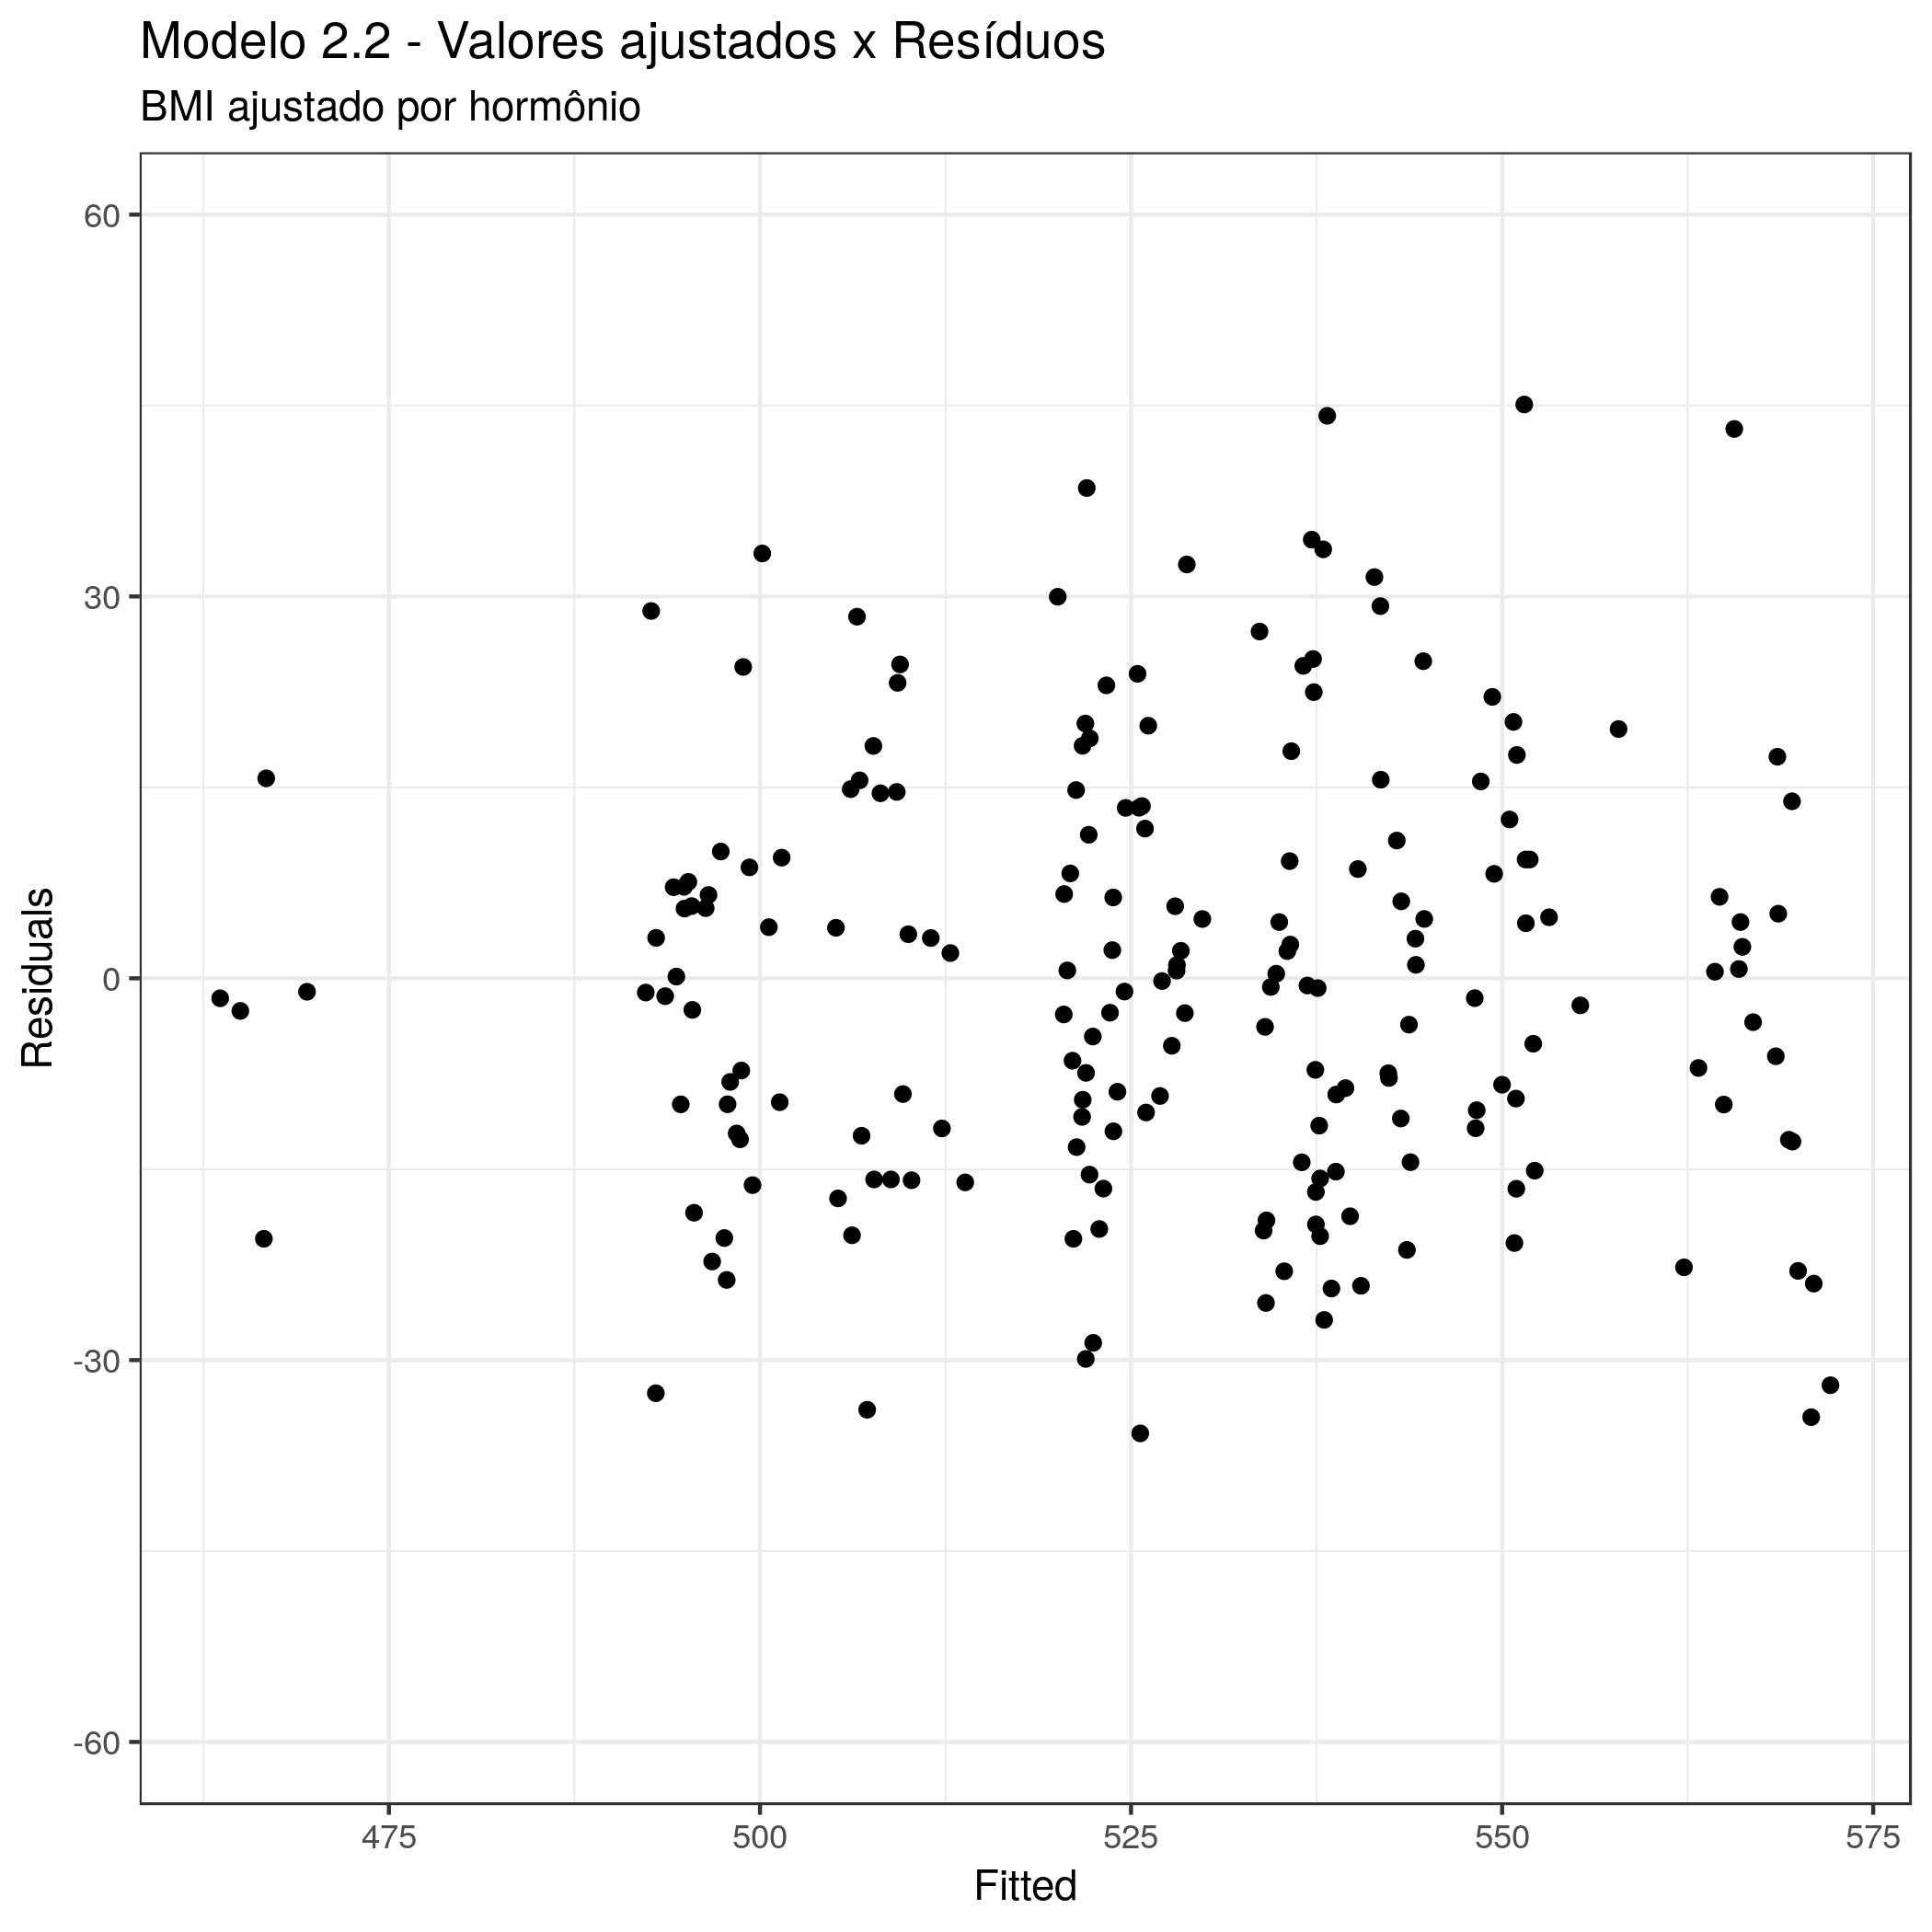 Modelo 2.2 - Valores ajustados x Resíduos
BMI ajustado por hormônio
60
30
0
-30
-60
Residuals
475 500 525 550 575
Fitted